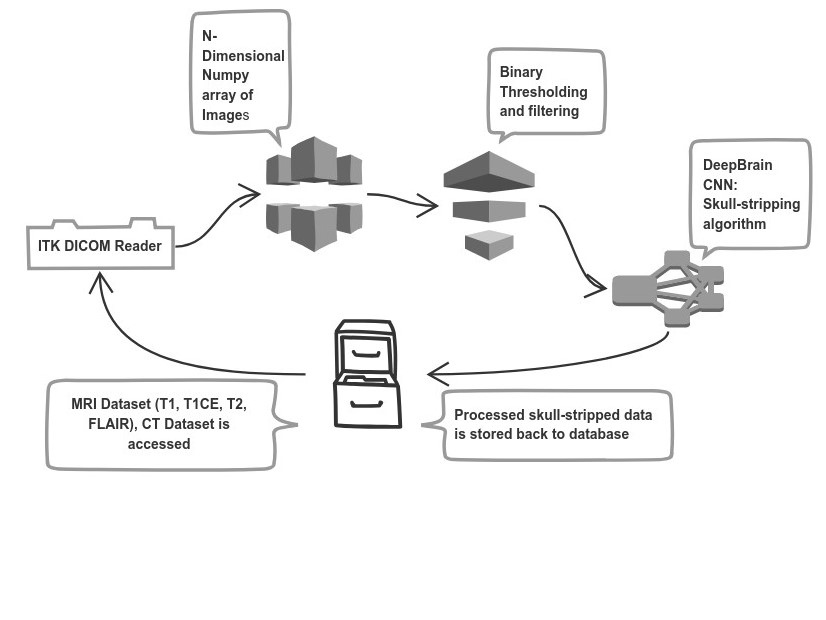 N-
Dimensional
Numpy
array of
Images
Binary
Thresholding
and filtering
DeepBrain
CNN:
Skull-stripping
algorithm
ITK DICOM Reader
MRI Dataset (T1, T1CE, T2,
FLAIR), CT Dataset is
accessed
Processed skull-stripped data
is stored back to database